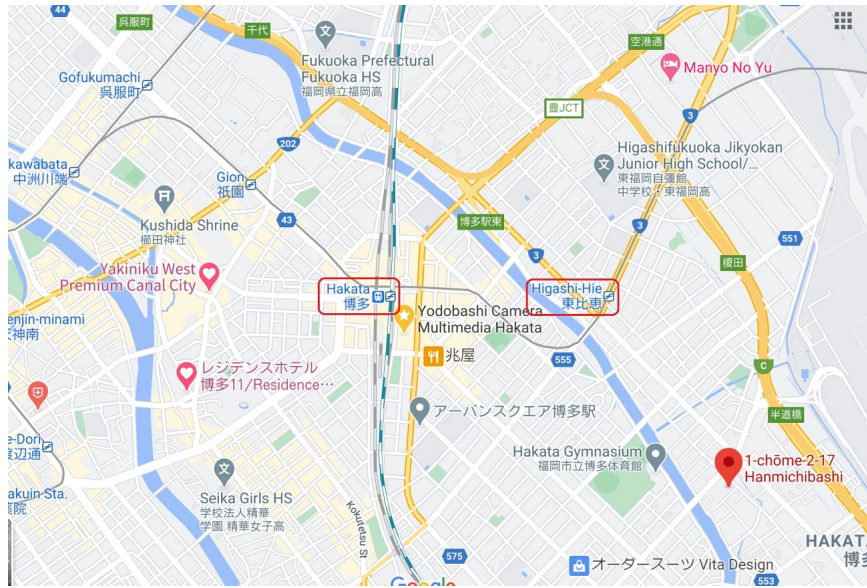 44
呉服町
千代
Fukuoka Prefectural
Fukuoka HS
福岡県立福岡高
空港通
Manyo No Yu
Gofukumachi
呉服町
豊JCT
3
202
Higashifukuoka Jikyokan
Junior High School/...
東福岡自彊館
中学校・東福岡高
kawabata
中洲川端
Gion
祇園
Kushida Shrine
櫛田神社
43
博多駅東
3
3
551
榎田
Yakiniku West
Premium Canal City
Hakata
博多
Higashi-Hie
東比恵
Yodobashi Camera
Multimedia Hakata
enjin-minami
天神南
兆屋
555
レジデンスホテル
博多11/Residence…
C
アーバンスクエア博多駅
半道橋
e-Dori
渡辺通
Hakata Gymnasium
福岡市立博多体育館
1-chōme-2-17
Hanmichibashi
akuin Sta.
薬院
Seika Girls HS
学校法人精華
学園 精華女子高
Kokutetsu St
575
オーダースーツ Vita Design
HAKAT
博多
553
Google